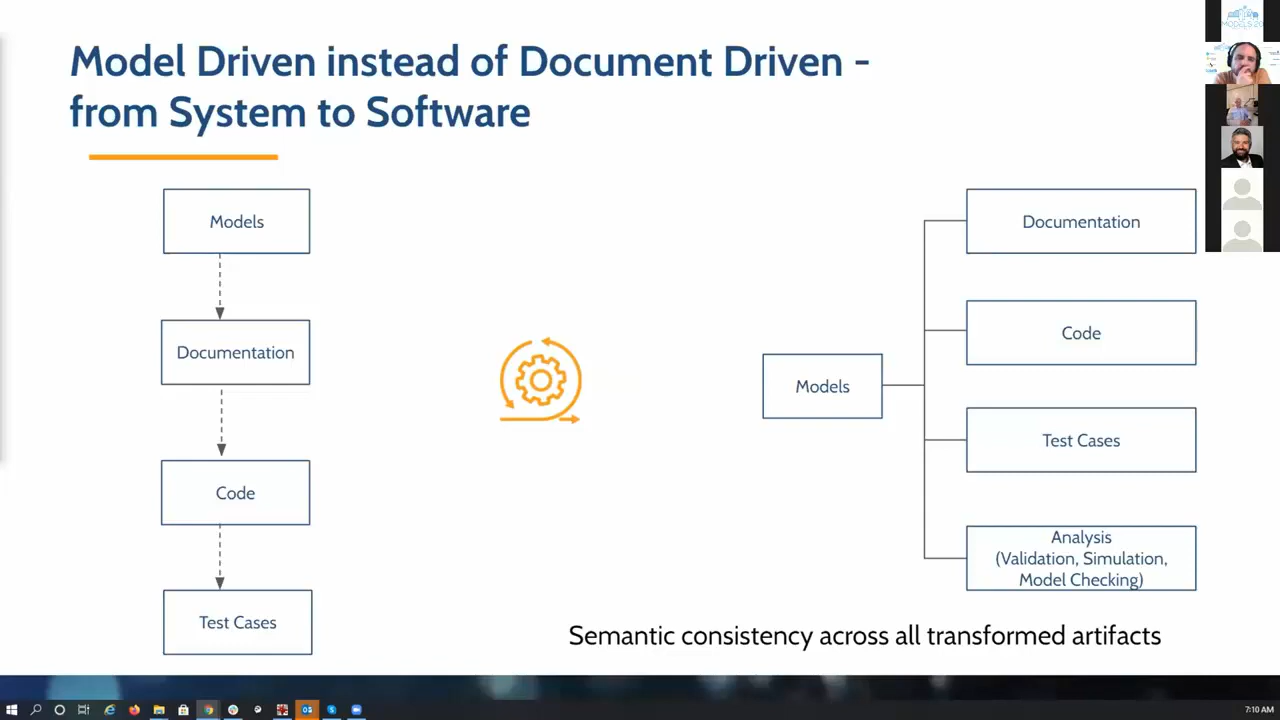 Model Driven instead of Document Driven -
from System to Software
Models
Documentation
Code
Test Cases
Models
Documentation
Code
Test Cases
Analysis
(Validation, Simulation,
Model Checking)
Semantic consistency across all transformed artifacts
7:10 AM